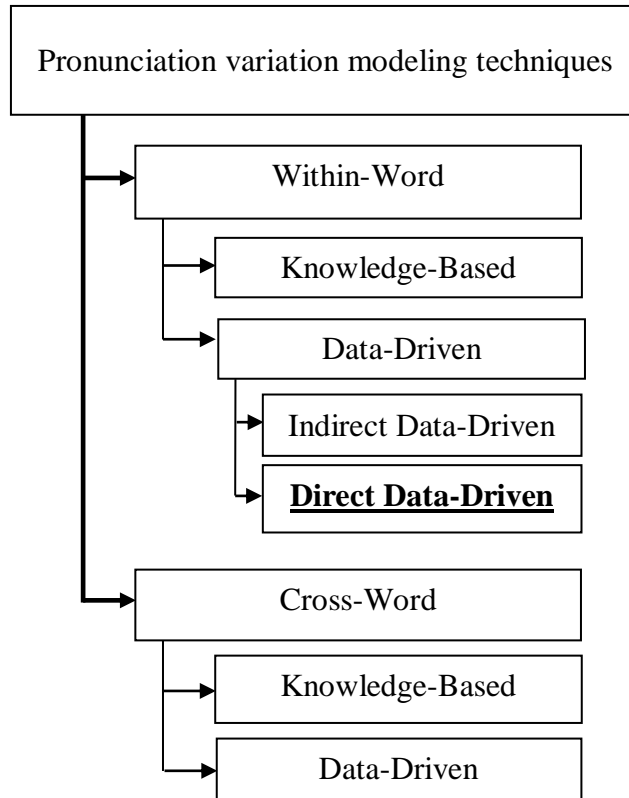 Pronunciation variation modeling techniques
Within-Word
Knowledge-Based
Data-Driven
Indirect Data-Driven
Direct Data-Driven
Cross-Word
Knowledge-Based
Data-Driven